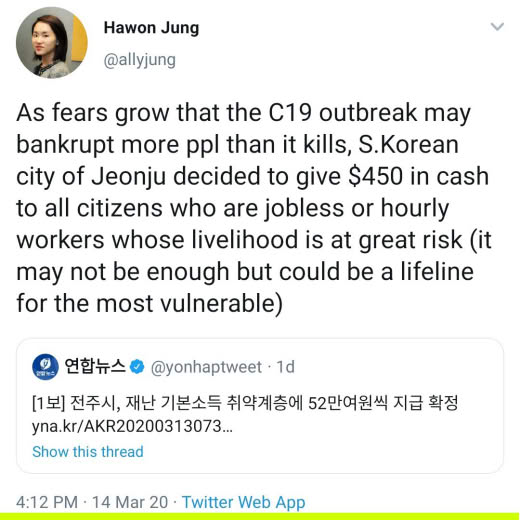 Hawon Jung
@allyjung
As fears grow that the C19 outbreak may
bankrupt more ppl than it kills, S.Korean
city of Jeonju decided to give $450 in cash
to all citizens who are jobless or hourly
workers whose livelihood is at great risk (it
may not be enough but could be a lifeline
for the most vulnerable)
연합뉴스 @yonhaptweet · 1d
[1보] 전주시, 재난 기본소득 취약계층에 52만여원씩 지급 확정
yna.kr/AKR20200313073…
Show this thread
4:12 PM · 14 Mar 20 · Twitter Web App